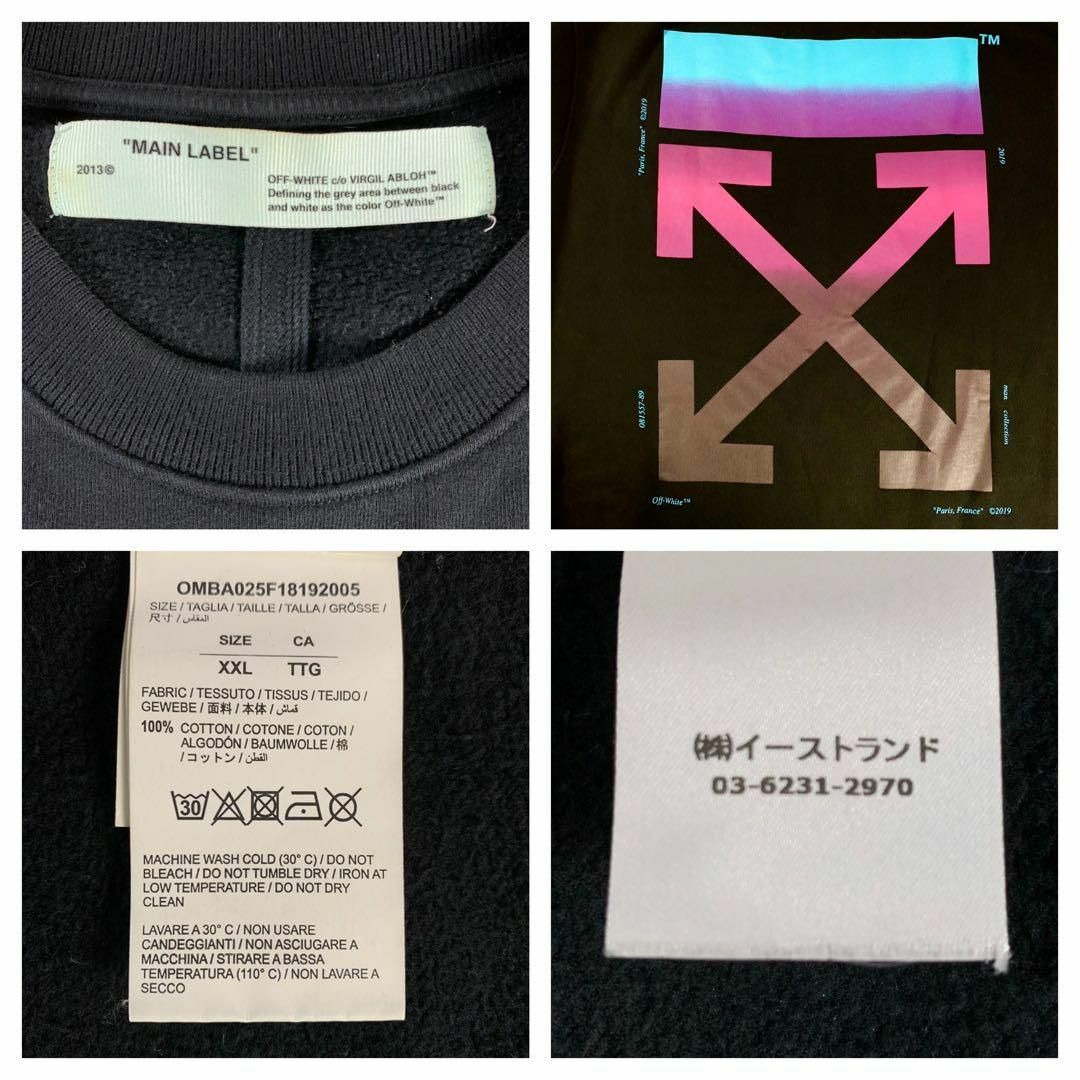 "MAIN LABEL"
2013©
OFF-WHITE c/o VIRGIL ABLOH™
Defining the grey area between black
and white as the color Off-White™
TM
"Paris, France" ©2019
2019
081557-89
man collection
Off-White™
"Paris, France" ©2019
OMBA025F18192005
SIZE / TAGLIA / TAILLE / TALLA / GRÖSSE /
尺寸 / المقاس
SIZE CA
XXL TTG
FABRIC / TESSUTO / TISSUS / TEJIDO /
GEWEBE / 面料 / 本体 / قماش
100% COTTON / COTONE / COTON /
ALGODÓN / BAUMWOLLE / 棉
/ コットン / القطن
30
MACHINE WASH COLD (30° C) / DO NOT
BLEACH / DO NOT TUMBLE DRY / IRON AT
LOW TEMPERATURE / DO NOT DRY
CLEAN
LAVARE A 30° C / NON USARE
CANDEGGIANTI / NON ASCIUGARE A
MACCHINA / STIRARE A BASSA
TEMPERATURA (110° C) / NON LAVARE A
SECCO
㈱イーストランド
03-6231-2970